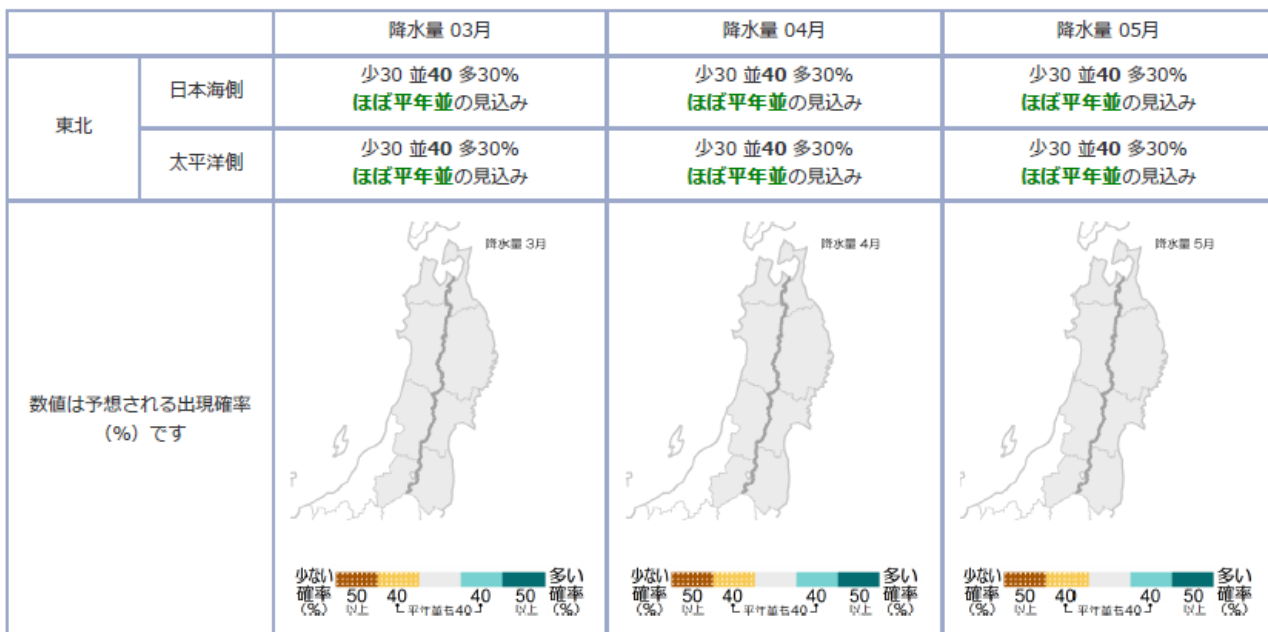 降水量 03月
降水量 04月
降水量 05月
東北
日本海側
少30 並40 多30%
ほぼ平年並の見込み
少30 並40 多30%
ほぼ平年並の見込み
少30 並40 多30%
ほぼ平年並の見込み
太平洋側
少30 並40 多30%
ほぼ平年並の見込み
少30 並40 多30%
ほぼ平年並の見込み
少30 並40 多30%
ほぼ平年並の見込み
数値は予想される出現確率
（%）です
降水量 3月
少ない
確率
(%)
50
以上
40
平年並も40
40
50
以上
多い
確率
(%)
降水量 4月
少ない
確率
(%)
50
以上
40
平年並も40
40
50
以上
多い
確率
(%)
降水量 5月
少ない
確率
(%)
50
以上
40
平年並も40
40
50
以上
多い
確率
(%)